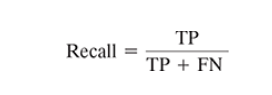 Recall = TP / TP + FN